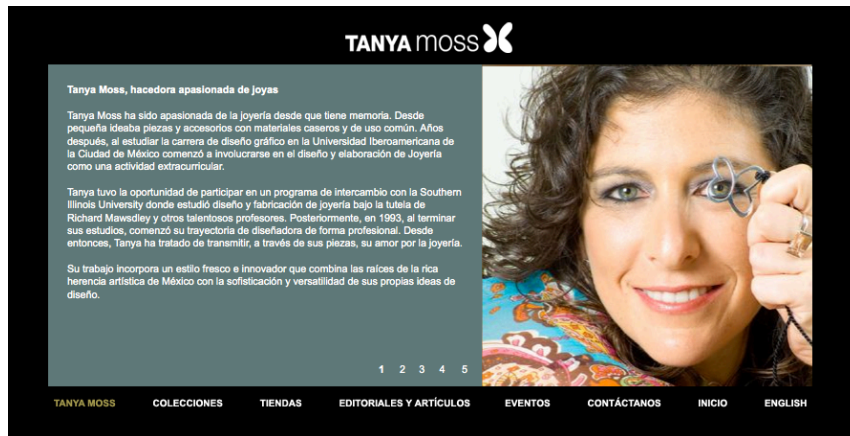 TANYA MOSS
Tanya Moss, hacedora apasionada de joyas
Tanya Moss ha sido apasionada de la joyería desde que tiene memoria. Desde
pequeña ideaba piezas y accesorios con materiales caseros y de uso común. Años
después, al estudiar la carrera de diseño gráfico en la Universidad Iberoamericana de
la Ciudad de México comenzó a involucrarse en el diseño y elaboración de Joyería
como una actividad extracurricular.
Tanya tuvo la oportunidad de participar en un programa de intercambio con la Southern
Illinois University donde estudió diseño y fabricación de joyería bajo la tutela de
Richard Mawsdley y otros talentosos profesores. Posteriormente, en 1993, al terminar
sus estudios, comenzó su trayectoria de diseñadora de forma profesional. Desde
entonces, Tanya ha tratado de transmitir, a través de sus piezas, su amor por la joyería.
Su trabajo incorpora un estilo fresco e innovador que combina las raíces de la rica
herencia artística de México con la sofisticación y versatilidad de sus propias ideas de
diseño.
1 2 3 4 5
TANYA MOSS COLECCIONES TIENDAS EDITORIALES Y ARTÍCULOS EVENTOS CONTÁCTANOS INICIO ENGLISH